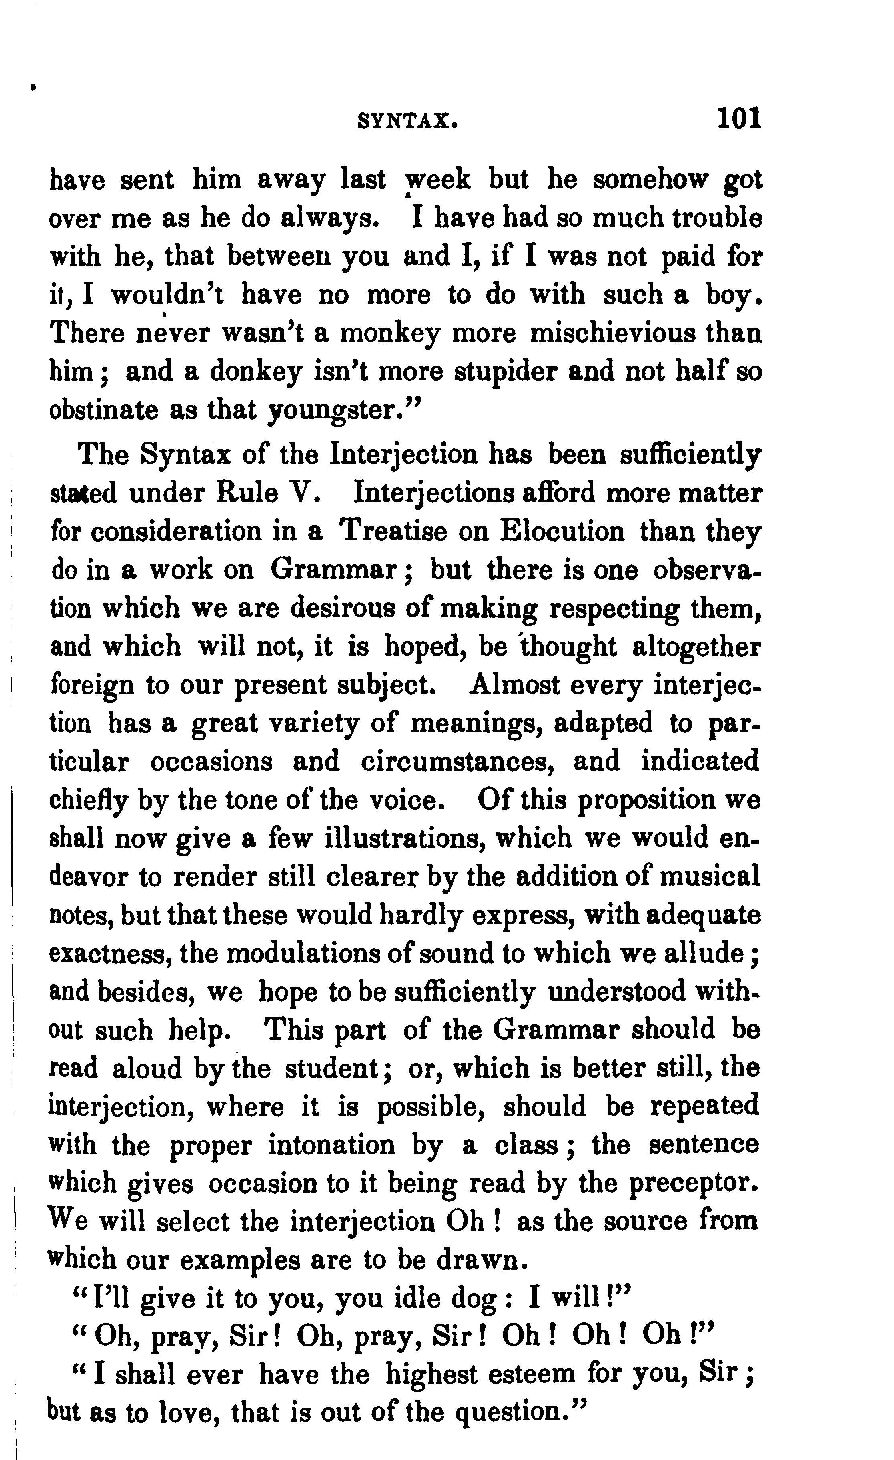 SYNTAX. 101
have sent him away last week but he somehow got
over me as he do always. I have had so much trouble
with he, that between you and I, if I was not paid for
it, I wouldn't have no more to do with such a boy.
There never wasn't a monkey more mischievious than
him; and a donkey isn't more stupider and not half so
obstinate as that youngster."
The Syntax of the Interjection has been sufficiently
stated under Rule V. Interjections afford more matter
for consideration in a Treatise on Elocution than they
do in a work on Grammar; but there is one observa-
tion which we are desirous of making respecting them,
and which will not, it is hoped, be thought altogether
foreign to our present subject. Almost every interjec-
tion has a great variety of meanings, adapted to par-
ticular occasions and circumstances, and indicated
chiefly by the tone of the voice. Of this proposition we
shall now give a few illustrations, which we would en-
deavor to render still clearer by the addition of musical
notes, but that these would hardly express, with adequate
exactness, the modulations of sound to which we allude;
and besides, we hope to be sufficiently understood with-
out such help. This part of the Grammar should be
read aloud by the student; or, which is better still, the
interjection, where it is possible, should be repeated
with the proper intonation by a class; the sentence
which gives occasion to it being read by the preceptor.
We will select the interjection Oh! as the source from
which our examples are to be drawn.
"I'll give it to you, you idle dog: I will!"
"Oh, pray, Sir! Oh, pray, Sir! Oh! Oh! Oh!"
"I shall ever have the highest esteem for you, Sir;
but as to love, that is out of the question."